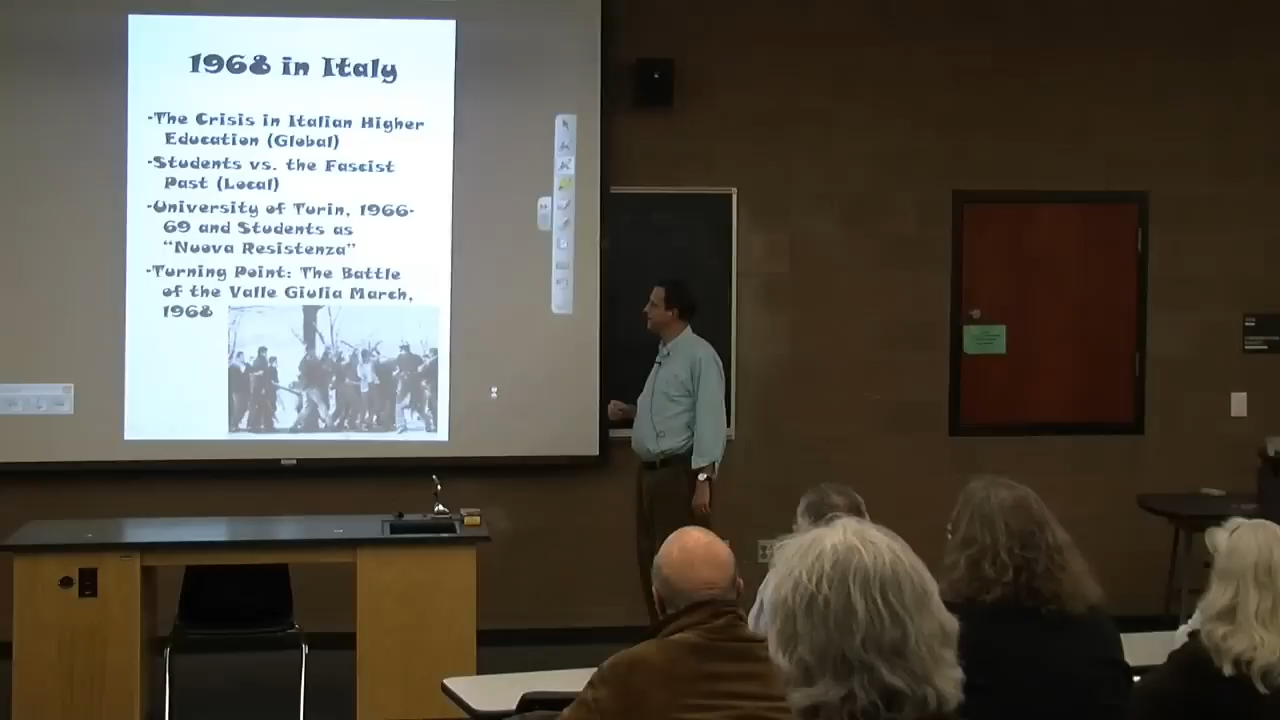 1968 in Italy
-The Crisis in Italian Higher
Education (Global)
-Students vs. the Fascist
Past (Local)
-University of Turin, 1966-
69 and Students as
“Nuova Resistenza”
-Turning Point: The Battle
of the Valle Giulia March,
1968